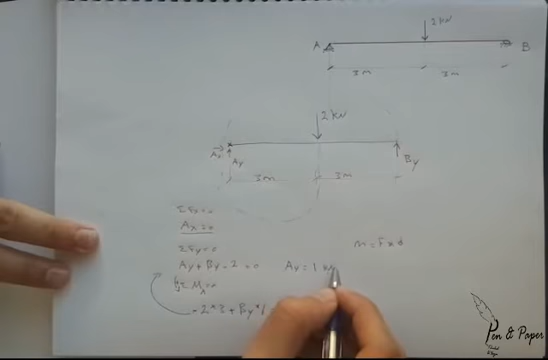 2 kN
A B
3m 3m
2 kN
Ax Ay By
3m 3m
ΣFx=0
Ax=0
ΣFy=0
M=F×d
Ay+By-2=0 Ay=1
ΣMA=0
-2*3+By*
Pen & Paper